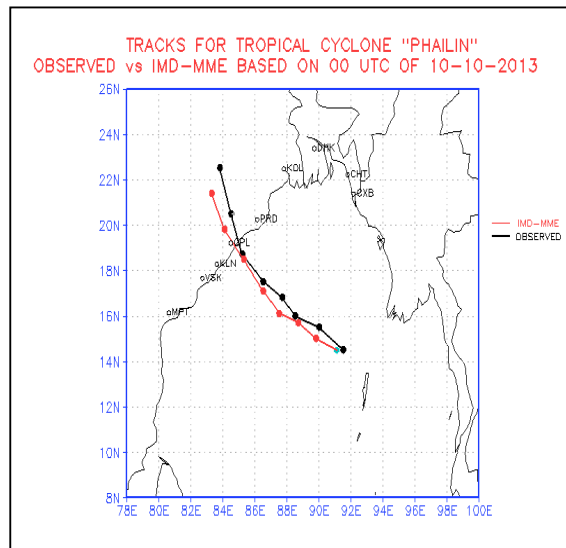 TRACKS FOR TROPICAL CYCLONE "PHAILIN"
OBSERVED vs IMD-MME BASED ON 00 UTC OF 10-10-2013
26N
24N
22N
20N
18N
16N
14N
12N
10N
8N
DHK
KOL
CHT
CXB
PRD
GPL
KLN
VSK
MPT
IMD-MME
OBSERVED
78E 80E 82E 84E 86E 88E 90E 92E 94E 96E 98E 100E